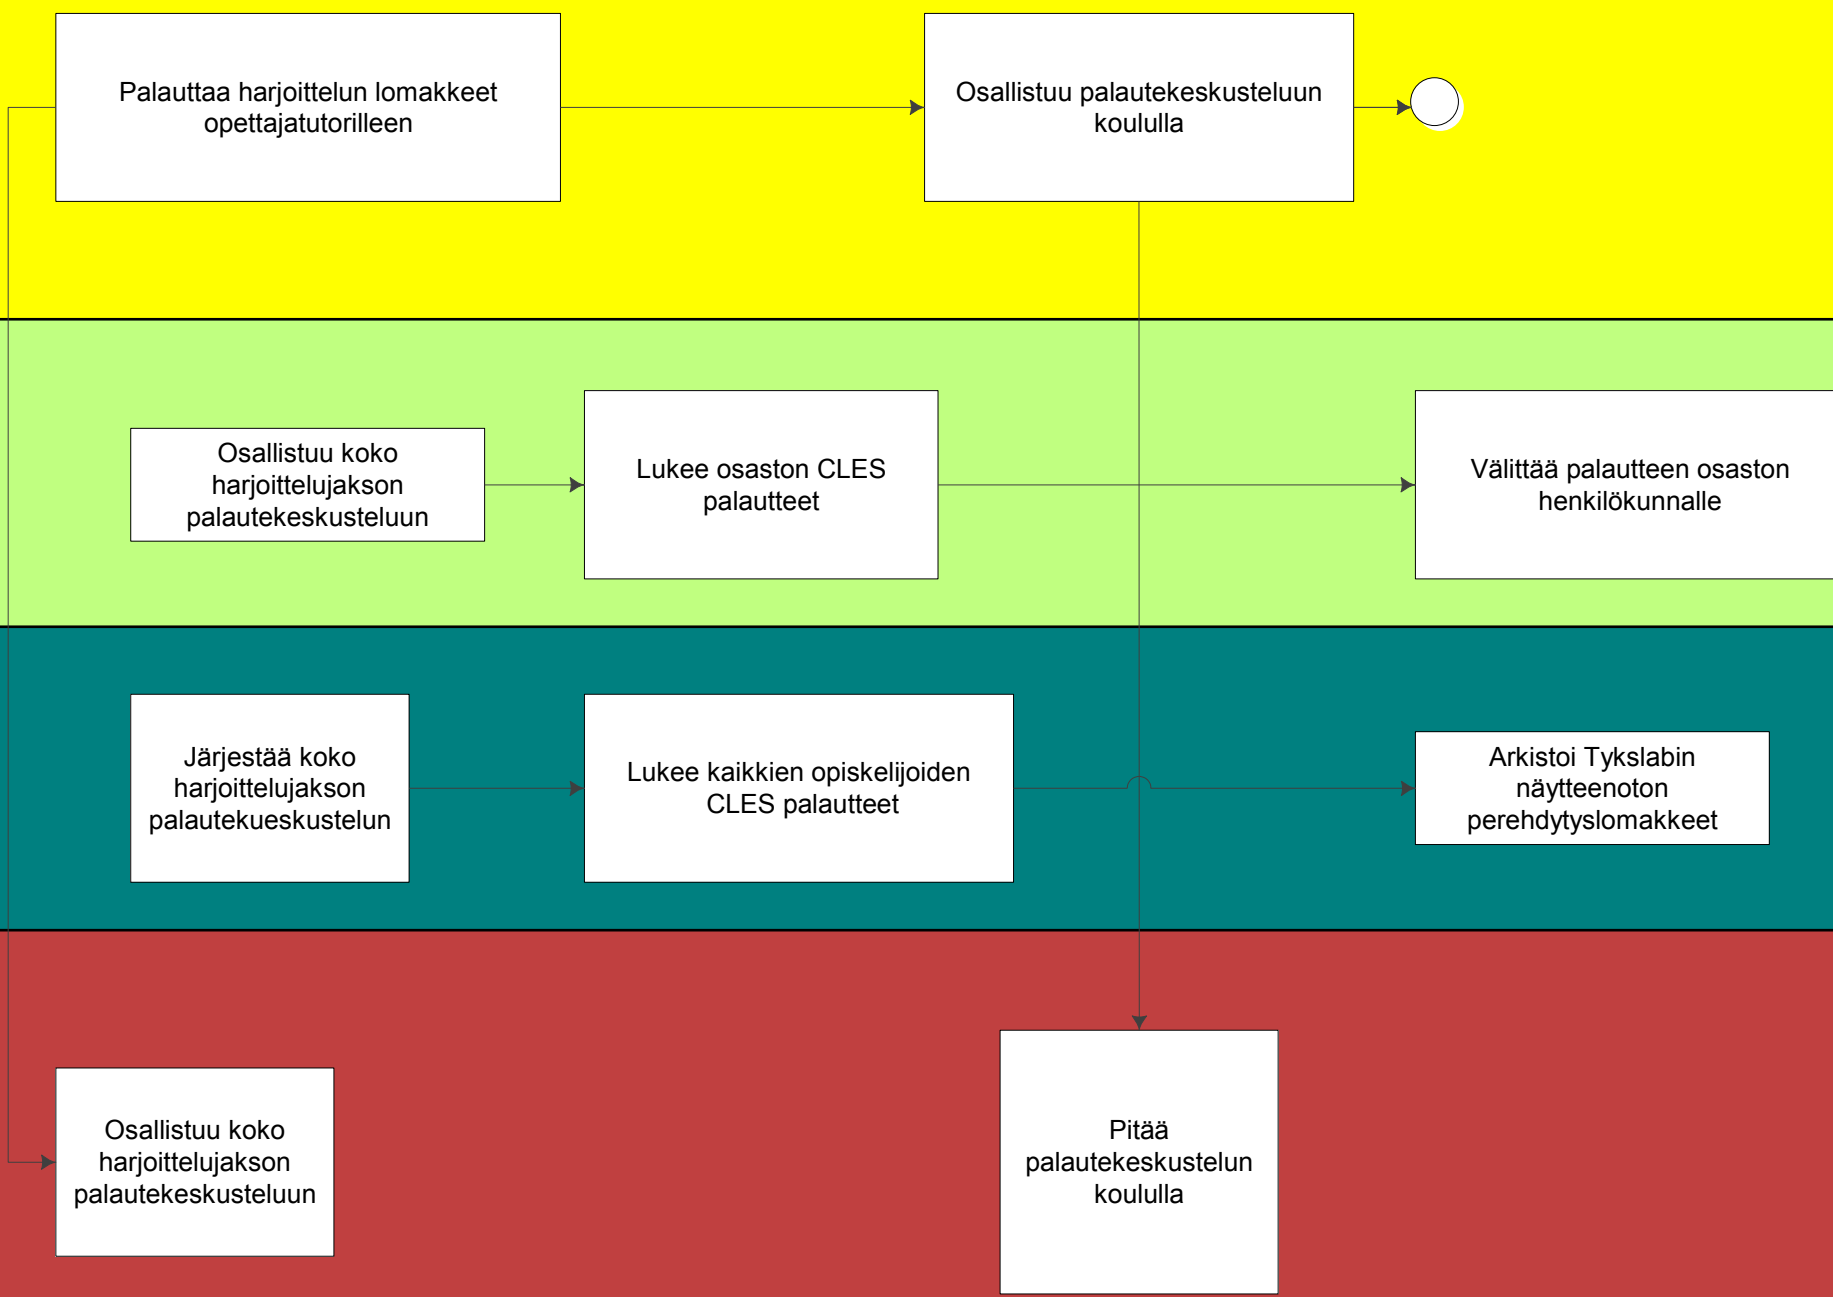 Palauttaa harjoittelun lomakkeet
opettajatutorilleen
Osallistuu palautekeskusteluun
koululla
Osallistuu koko
harjoittelujakson
palautekeskusteluun
Lukee osaston CLES
palautteet
Välittää palautteen osaston
henkilökunnalle
Järjestää koko
harjoittelujakson
palautekueskustelun
Lukee kaikkien opiskelijoiden
CLES palautteet
Arkistoi Tykslabin
näytteenoton
perehdytyslomakkeet
Osallistuu koko
harjoittelujakson
palautekeskusteluun
Pitää
palautekeskustelun
koululla